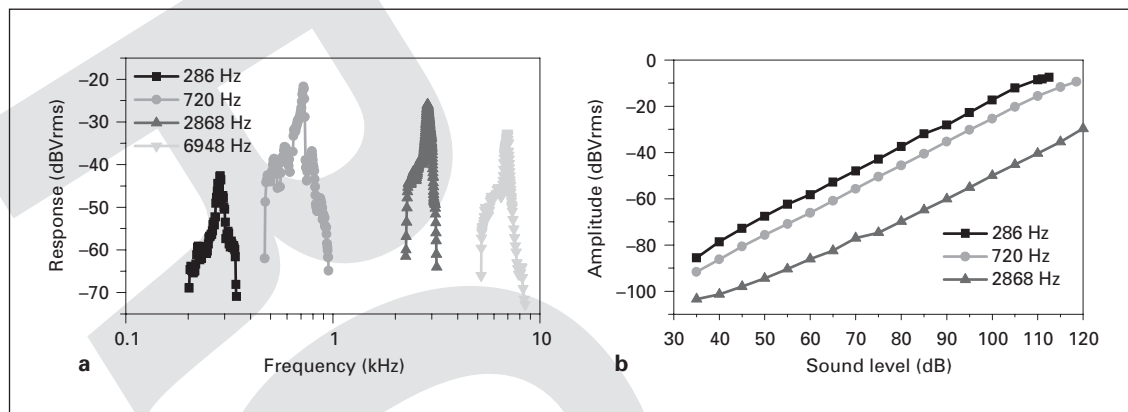 286 Hz
720 Hz
2868 Hz
6948 Hz
Response (dBVrms)
–20
–30
–40
–50
–60
–70
0.1
1
10
Frequency (kHz)
a
Amplitude (dBVrms)
0
–20
–40
–60
–80
–100
286 Hz
720 Hz
2868 Hz
30 40 50 60 70 80 90 100 110 120
Sound level (dB)
b